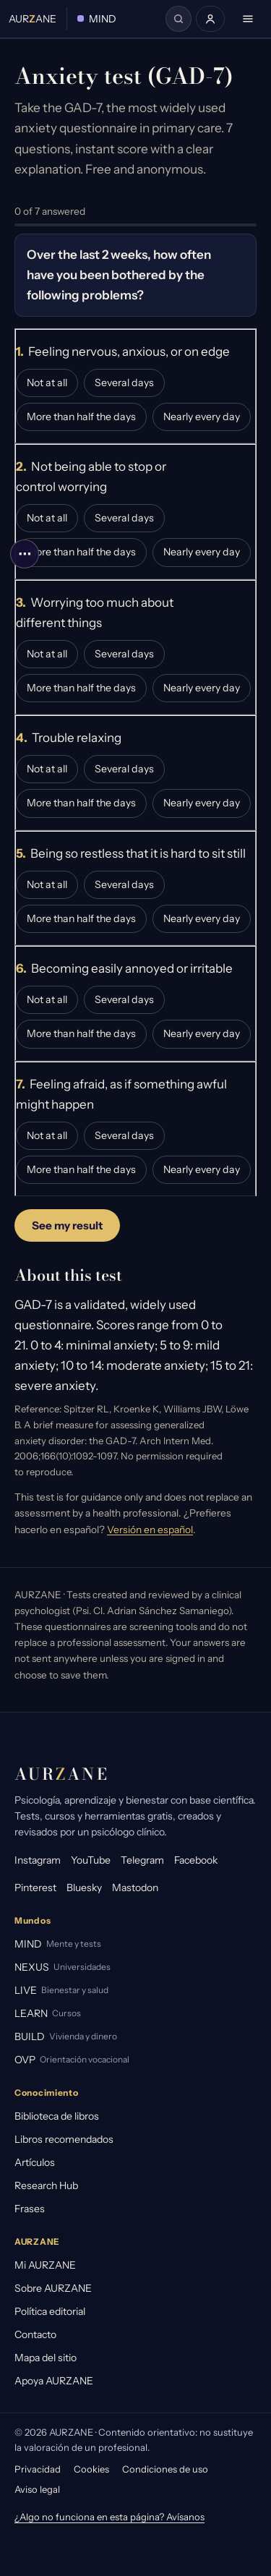 AURZANE MIND
Anxiety test (GAD-7)
Take the GAD-7, the most widely used
anxiety questionnaire in primary care. 7
questions, instant score with a clear
explanation. Free and anonymous.
0 of 7 answered
Over the last 2 weeks, how often
have you been bothered by the
following problems?
1. Feeling nervous, anxious, or on edge
Not at all Several days
More than half the days Nearly every day
2. Not being able to stop or
control worrying
Not at all Several days
ore than half the days Nearly every day
3. Worrying too much about
different things
Not at all Several days
More than half the days Nearly every day
4. Trouble relaxing
Not at all Several days
More than half the days Nearly every day
5. Being so restless that it is hard to sit still
Not at all Several days
More than half the days Nearly every day
6. Becoming easily annoyed or irritable
Not at all Several days
More than half the days Nearly every day
7. Feeling afraid, as if something awful
might happen
Not at all Several days
More than half the days Nearly every day
See my result
About this test
GAD-7 is a validated, widely used
questionnaire. Scores range from 0 to
21. 0 to 4: minimal anxiety; 5 to 9: mild
anxiety; 10 to 14: moderate anxiety; 15 to 21:
severe anxiety.
Reference: Spitzer RL, Kroenke K, Williams JBW, Löwe
B. A brief measure for assessing generalized
anxiety disorder: the GAD-7. Arch Intern Med.
2006;166(10):1092-1097. No permission required
to reproduce.
This test is for guidance only and does not replace an
assessment by a health professional. ¿Prefieres
hacerlo en español? Versión en español.
AURZANE · Tests created and reviewed by a clinical
psychologist (Psi. Cl. Adrian Sánchez Samaniego).
These questionnaires are screening tools and do not
replace a professional assessment. Your answers are
not sent anywhere unless you are signed in and
choose to save them.
AURZANE
Psicología, aprendizaje y bienestar con base científica.
Tests, cursos y herramientas gratis, creados y
revisados por un psicólogo clínico.
Instagram YouTube Telegram Facebook
Pinterest Bluesky Mastodon
Mundos
MIND Mente y tests
NEXUS Universidades
LIVE Bienestar y salud
LEARN Cursos
BUILD Vivienda y dinero
OVP Orientación vocacional
Conocimiento
Biblioteca de libros
Libros recomendados
Artículos
Research Hub
Frases
AURZANE
Mi AURZANE
Sobre AURZANE
Política editorial
Contacto
Mapa del sitio
Apoya AURZANE
© 2026 AURZANE · Contenido orientativo: no sustituye
la valoración de un profesional.
Privacidad Cookies Condiciones de uso
Aviso legal
¿Algo no funciona en esta página? Avísanos